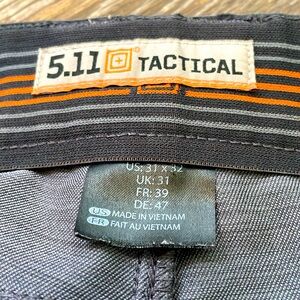 5.11 TACTICAL
US: 31 x 32
UK: 31
FR: 39
DE: 47
US MADE IN VIETNAM
FR FAIT AU VIETNAM